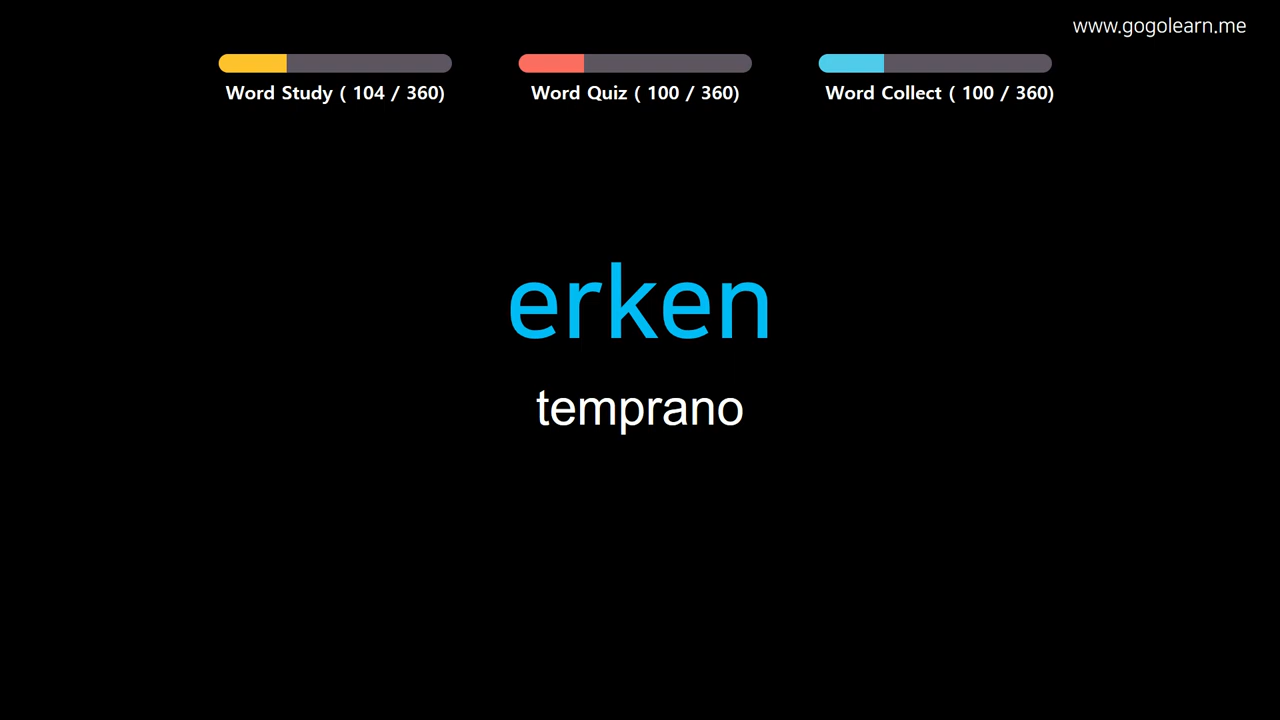 www.gogolearn.me
Word Study ( 104 / 360)
Word Quiz ( 100 / 360)
Word Collect ( 100 / 360)
erken
temprano